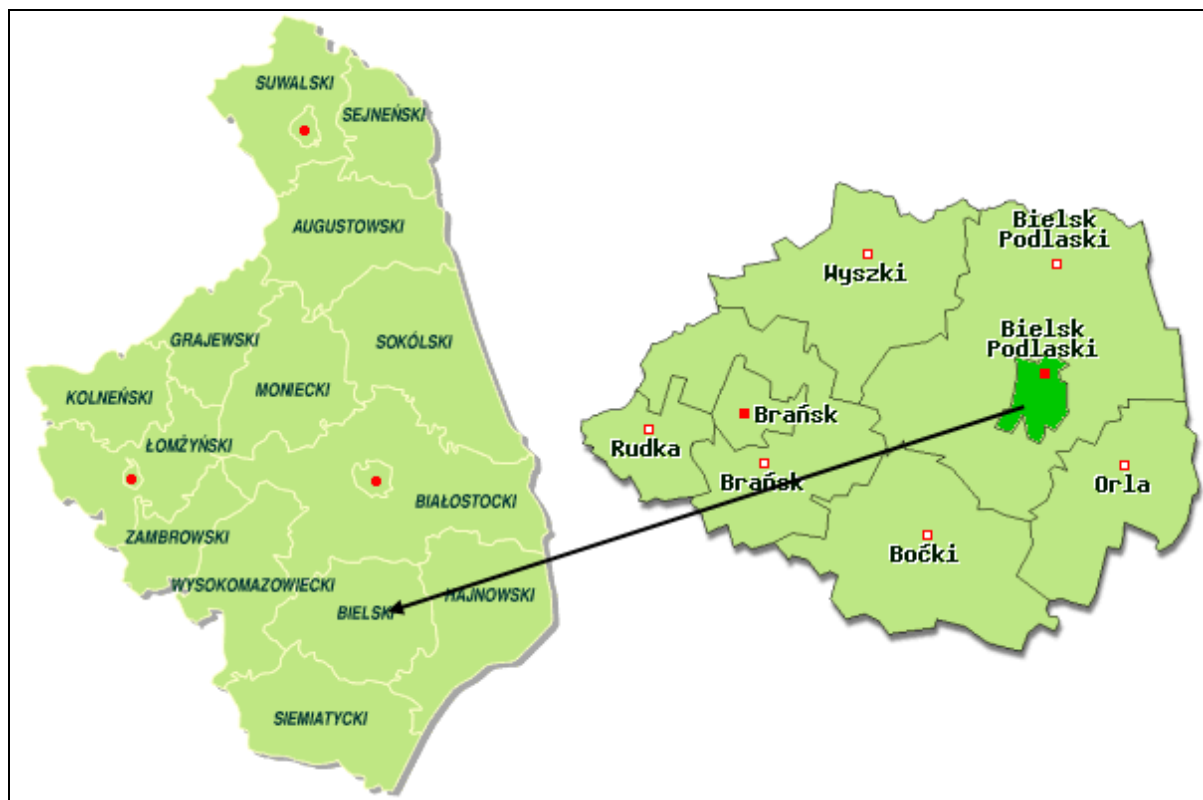 SUWALSKI
SEJNEŃSKI
AUGUSTOWSKI
GRAJEWSKI
SOKÓLSKI
KOLNEŃSKI
MONIECKI
ŁOMŻYŃSKI
BIAŁOSTOCKI
ZAMBROWSKI
WYSOKOMAZOWIECKI
HAJNOWSKI
BIELSKI
SIEMIATYCKI
Bielsk
Podlaski
Wyszki
Bielsk
Podlaski
Brańsk
Rudka
Brańsk
Orla
Boćki